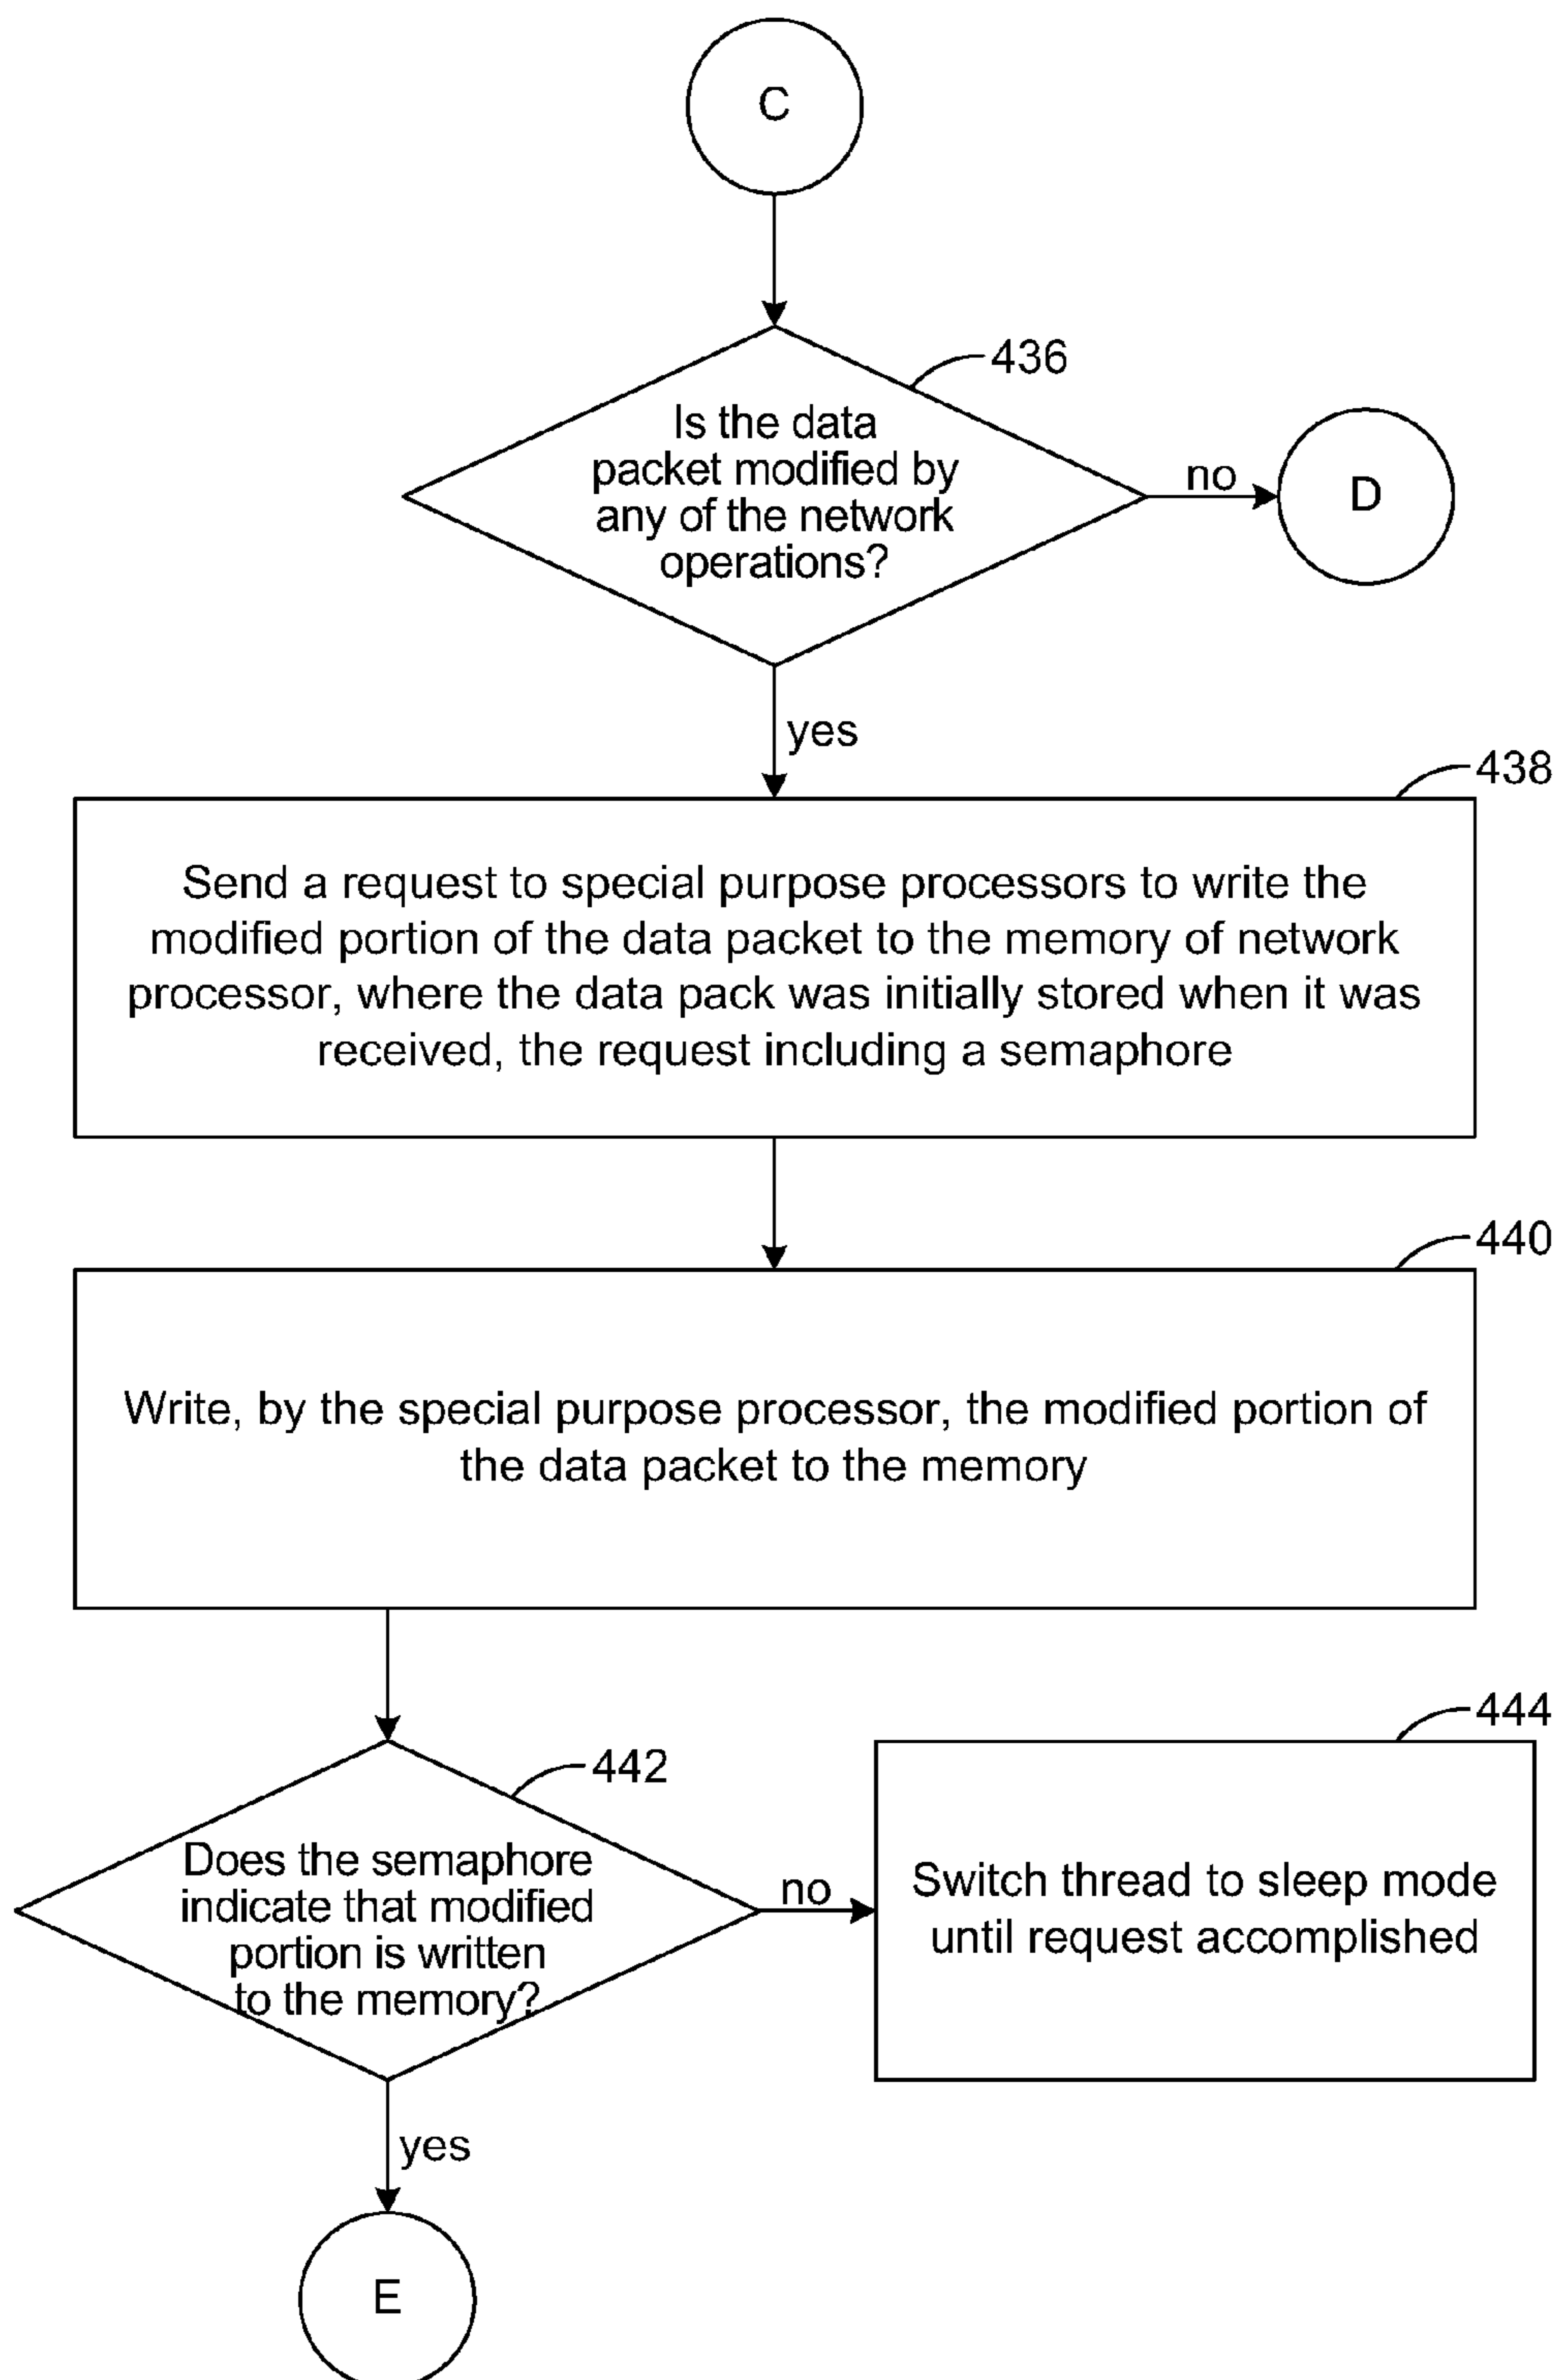 C
436
Is the data
packet modified by
any of the network
operations?
no
D
yes
438
Send a request to special purpose processors to write the
modified portion of the data packet to the memory of network
processor, where the data pack was initially stored when it was
received, the request including a semaphore
440
Write, by the special purpose processor, the modified portion of
the data packet to the memory
442
444
Does the semaphore
indicate that modified
portion is written
to the memory?
no
Switch thread to sleep mode
until request accomplished
yes
E